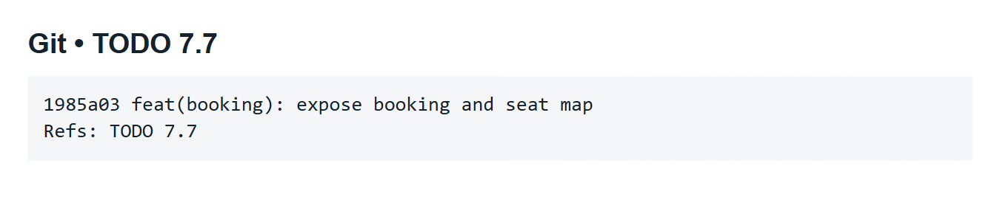 Git • TODO 7.7
1985a03 feat(booking): expose booking and seat map
Refs: TODO 7.7